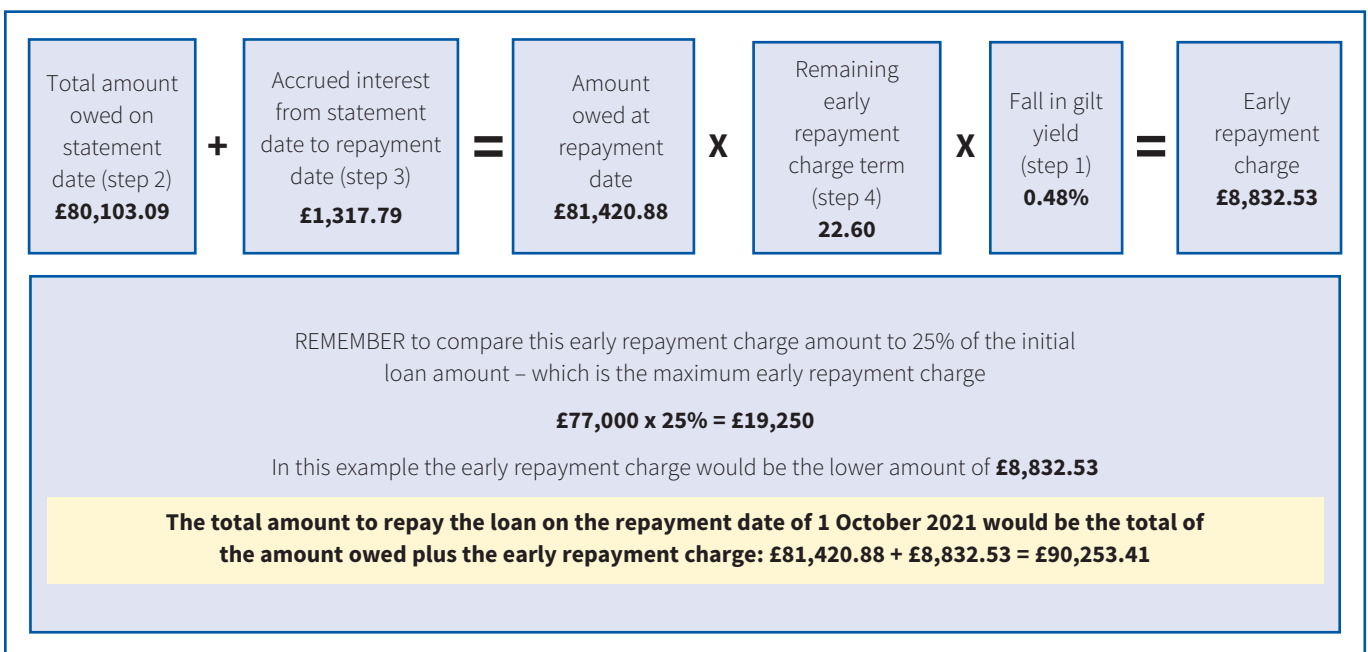 Total amount
owed on
statement
date (step 2)
£80,103.09
+
Accrued interest
from statement
date to repayment
date (step 3)
£1,317.79
=
Amount
owed at
repayment
date
£81,420.88
X
Remaining
early
repayment
charge term
(step 4)
22.60
X
Fall in gilt
yield
(step 1)
0.48%
=
Early
repayment
charge
£8,832.53
REMEMBER to compare this early repayment charge amount to 25% of the initial
loan amount – which is the maximum early repayment charge
£77,000 x 25% = £19,250
In this example the early repayment charge would be the lower amount of £8,832.53
The total amount to repay the loan on the repayment date of 1 October 2021 would be the total of
the amount owed plus the early repayment charge: £81,420.88 + £8,832.53 = £90,253.41